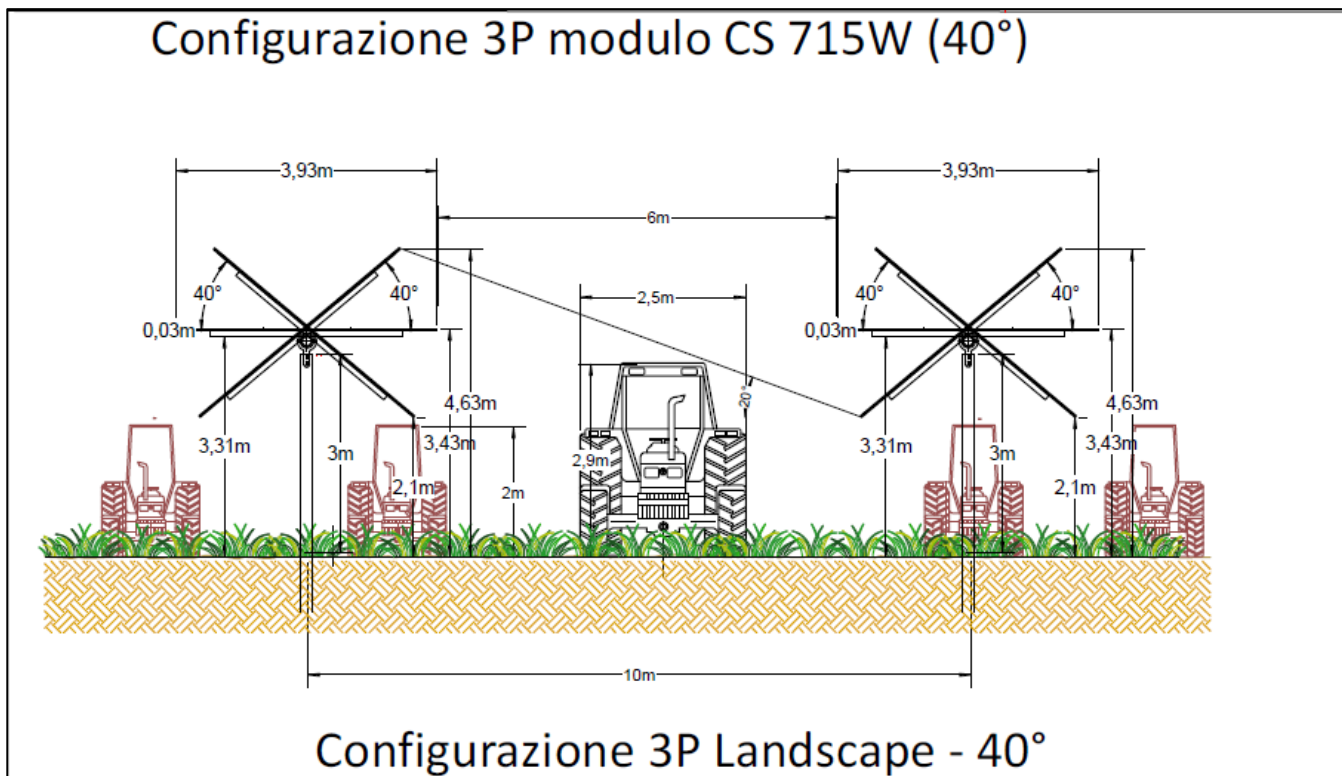 Configurazione 3P modulo CS 715W (40°)
3,93m
3,93m
6m
2,5m
40°
40°
40°
40°
0,03m
0,03m
20°
4,63m
4,63m
3,31m
3,43m
3,31m
3,43m
3m
2,9m
3m
2,1m
2m
2,1m
10m
Configurazione 3P Landscape - 40°